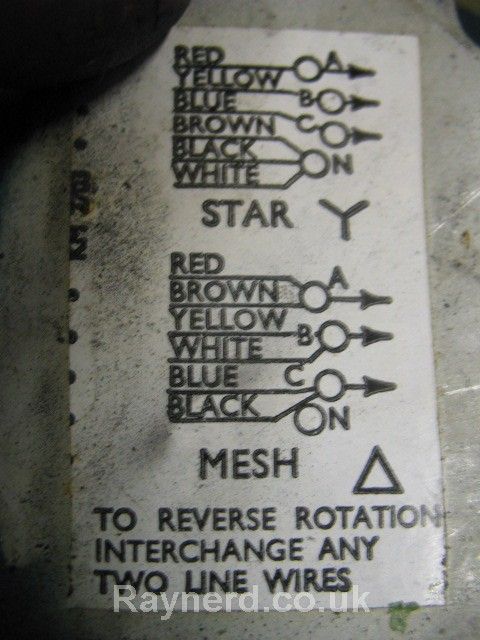 RED A
YELLOW
BLUE B
BROWN C
BLACK
WHITE N
STAR
RED
BROWN A
YELLOW
WHITE B
BLUE C
BLACK N
MESH
TO REVERSE ROTATION
INTERCHANGE ANY
TWO LINE WIRES
Raynerd.co.uk